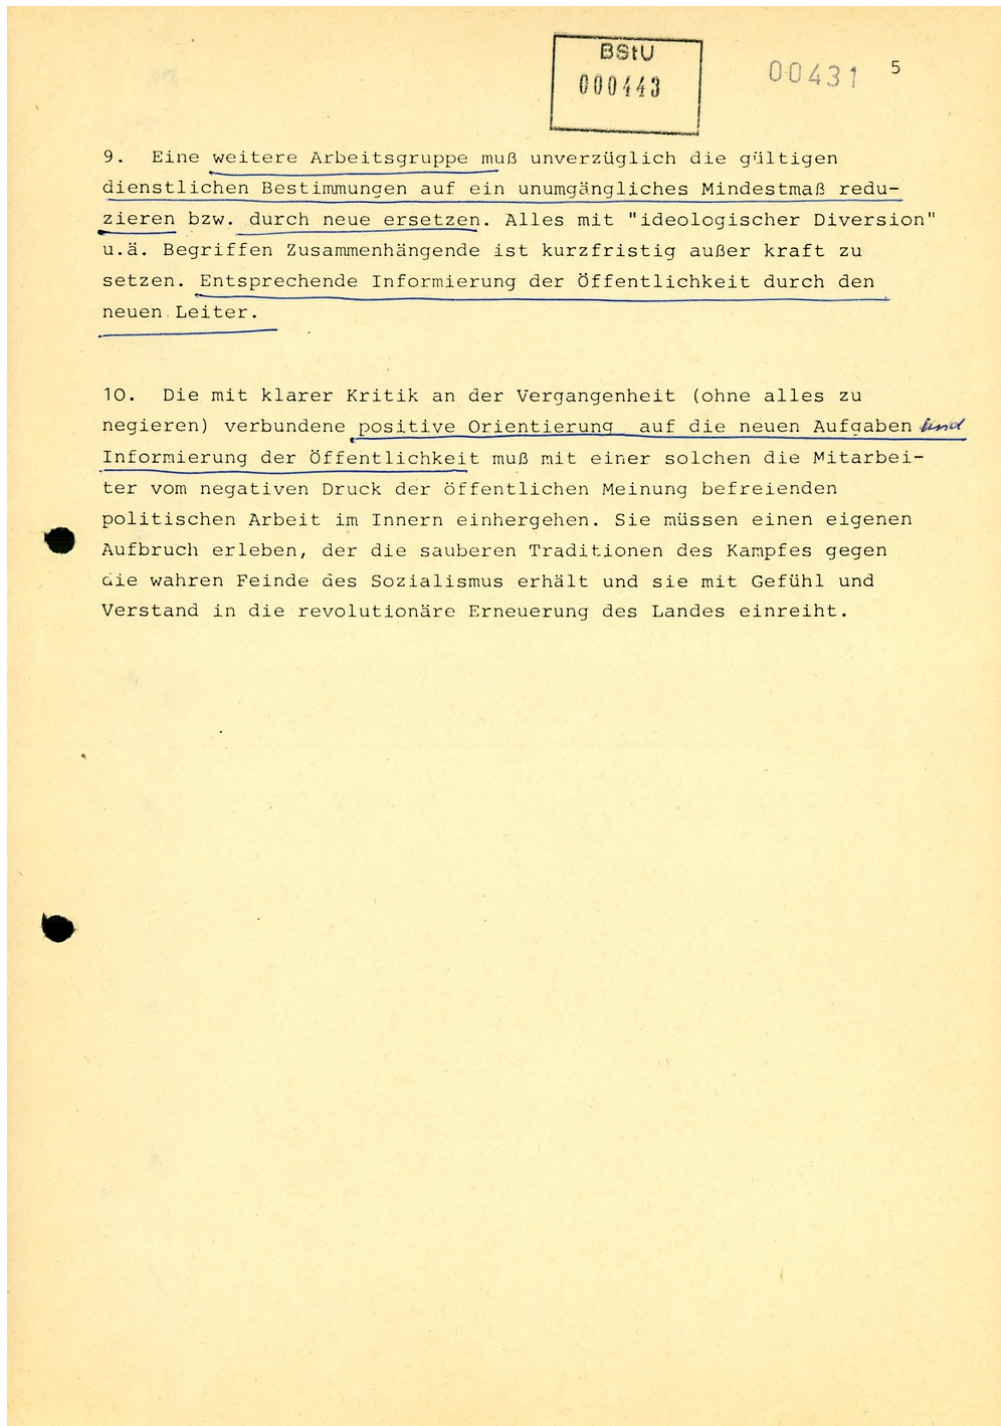 BStU
000443
00431 5
9. Eine weitere Arbeitsgruppe muß unverzüglich die gültigen
dienstlichen Bestimmungen auf ein unumgängliches Mindestmaß redu-
zieren bzw. durch neue ersetzen. Alles mit "ideologischer Diversion"
u.ä. Begriffen Zusammenhängende ist kurzfristig außer kraft zu
setzen. Entsprechende Informierung der Öffentlichkeit durch den
neuen Leiter.
10. Die mit klarer Kritik an der Vergangenheit (ohne alles zu
negieren) verbundene positive Orientierung auf die neuen Aufgaben und
Informierung der Öffentlichkeit muß mit einer solchen die Mitarbei-
ter vom negativen Druck der öffentlichen Meinung befreienden
politischen Arbeit im Innern einhergehen. Sie müssen einen eigenen
Aufbruch erleben, der die sauberen Traditionen des Kampfes gegen
die wahren Feinde des Sozialismus erhält und sie mit Gefühl und
Verstand in die revolutionäre Erneuerung des Landes einreiht.